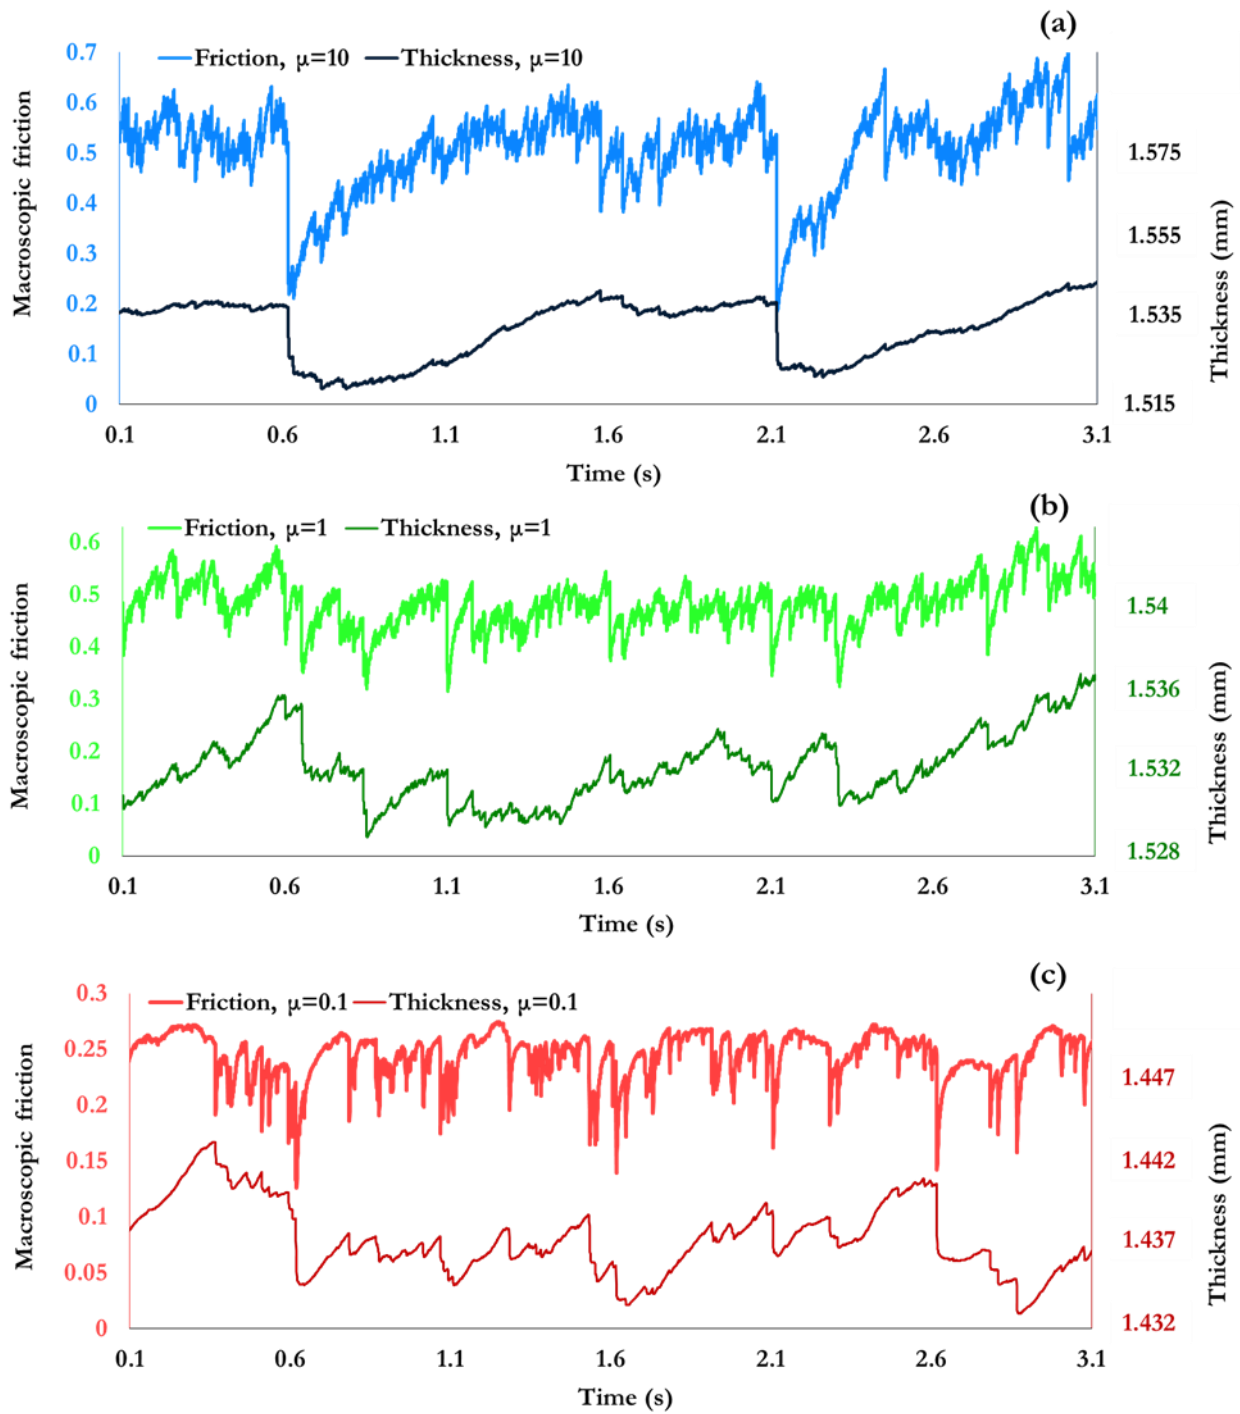 (a)
Friction, μ=10 Thickness, μ=10
0.7
0.6
0.5
0.4
0.3
0.2
0.1
0
Macroscopic friction
1.575
1.555
1.535
1.515
Thickness (mm)
0.1 0.6 1.1 1.6 2.1 2.6 3.1
Time (s)
(b)
Friction, μ=1 Thickness, μ=1
0.6
0.5
0.4
0.3
0.2
0.1
0
Macroscopic friction
1.54
1.536
1.532
1.528
Thickness (mm)
0.1 0.6 1.1 1.6 2.1 2.6 3.1
Time (s)
(c)
Friction, μ=0.1 Thickness, μ=0.1
0.3
0.25
0.2
0.15
0.1
0.05
0
Macroscopic friction
1.447
1.442
1.437
1.432
Thickness (mm)
0.1 0.6 1.1 1.6 2.1 2.6 3.1
Time (s)